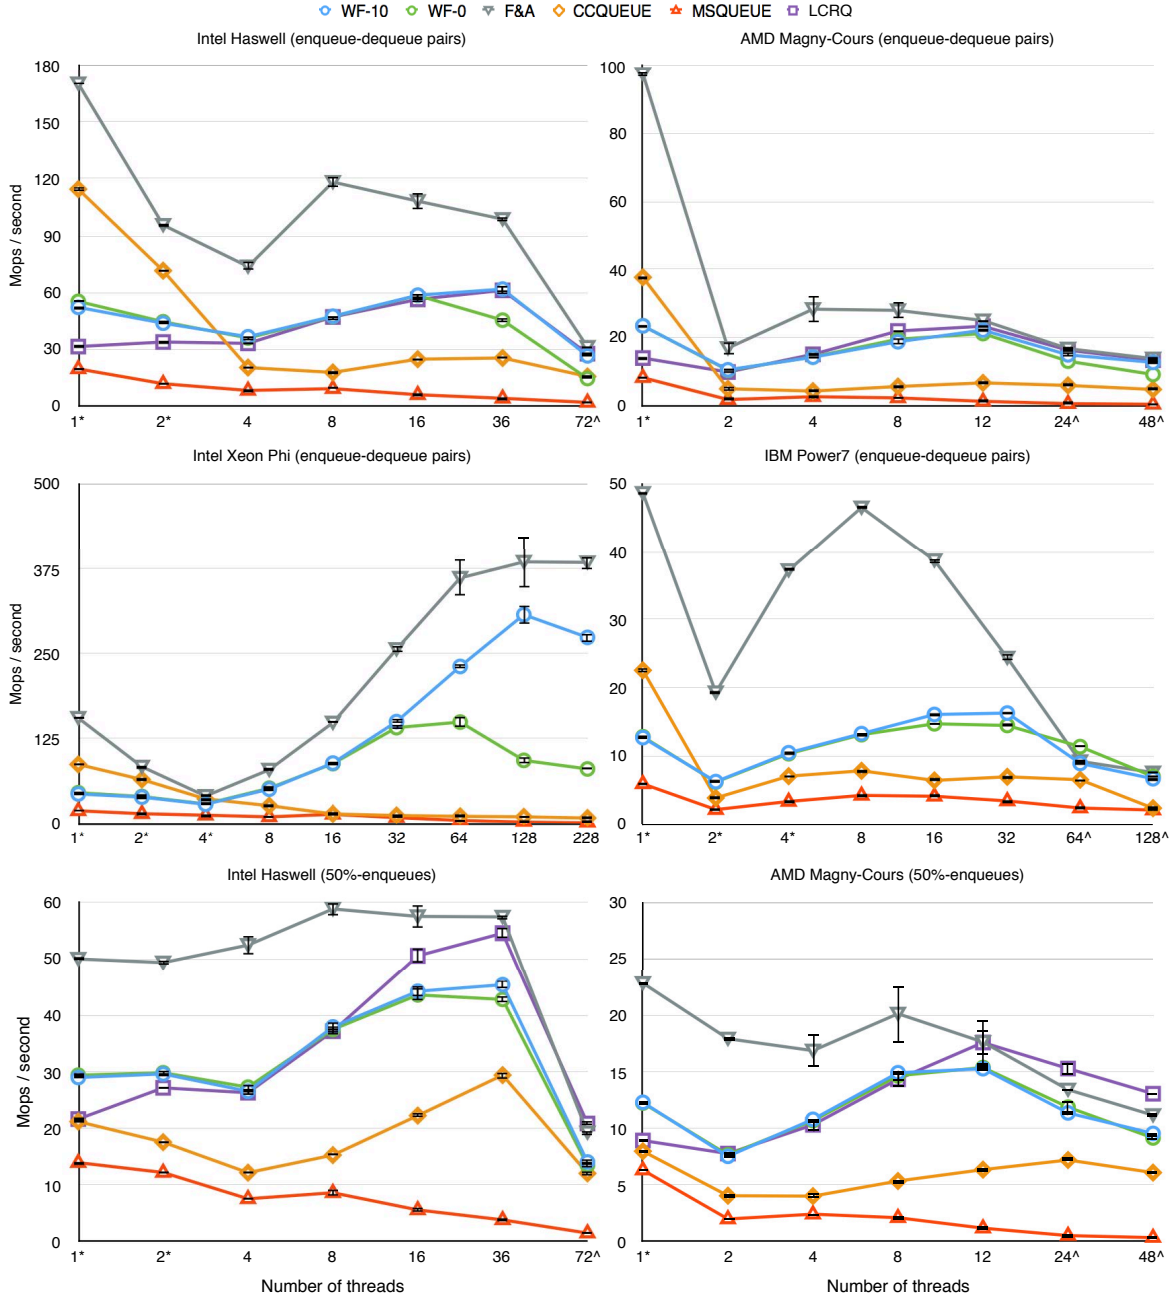 WF-10 WF-0 F&A CCQUEUE MSQUEUE LCRQ
Intel Haswell (enqueue-dequeue pairs)
Mops / second
180
150
120
90
60
30
0
1* 2* 4 8 16 36 72^
AMD Magny-Cours (enqueue-dequeue pairs)
100
80
60
40
20
0
1* 2 4 8 12 24^ 48^
Intel Xeon Phi (enqueue-dequeue pairs)
Mops / second
500
375
250
125
0
1* 2* 4* 8 16 32 64 128 228
IBM Power7 (enqueue-dequeue pairs)
50
40
30
20
10
0
1* 2* 4* 8 16 32 64^ 128^
Intel Haswell (50%-enqueues)
Mops / second
60
50
40
30
20
10
0
1* 2* 4 8 16 36 72^
Number of threads
AMD Magny-Cours (50%-enqueues)
30
25
20
15
10
5
0
1* 2 4 8 12 24^ 48^
Number of threads